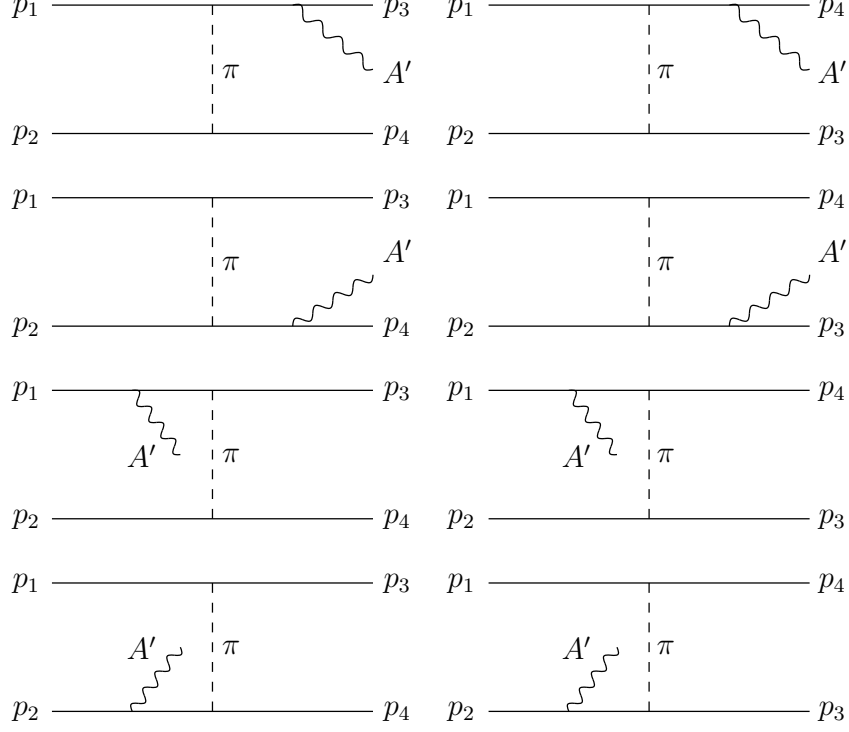 p₁ p₃ p₁ p₄
π A′ π A′
p₂ p₄ p₂ p₃
p₁ p₃ p₁ p₄
π A′ π A′
p₂ p₄ p₂ p₃
p₁ p₃ p₁ p₄
A′ π A′ π
p₂ p₄ p₂ p₃
p₁ p₃ p₁ p₄
A′ π A′ π
p₂ p₄ p₂ p₃